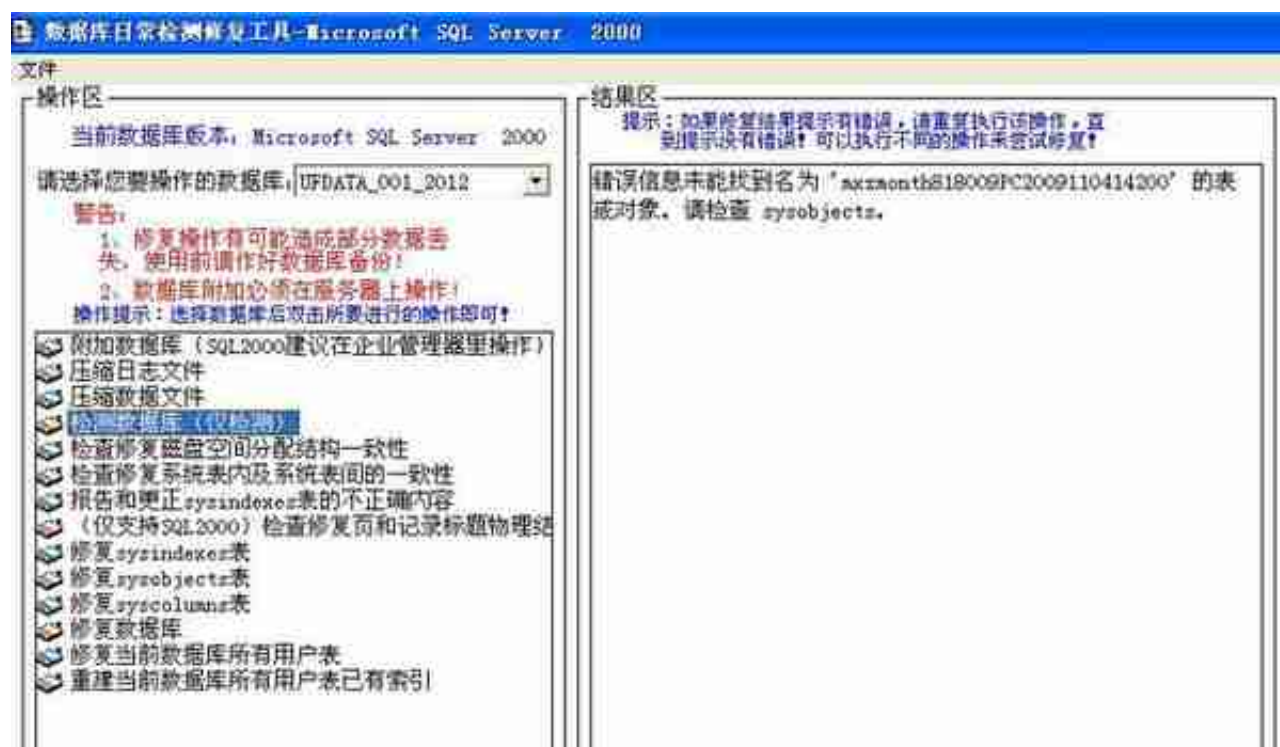 数据库日常检测修复工具-Microsoft SQL Server 2000
文件
操作区
当前数据库版本: Microsoft SQL Server 2000
请选择您要操作的数据库: UFDATA_001_2012
警告:
1、修复操作有可能造成部分数据丢
失。使用前请作好数据库备份!
2、数据库附加必须在服务器上操作!
操作提示:选择数据库后双击所要进行的操作即可!
附加数据库(SQL2000建议在企业管理器里操作)
压缩日志文件
压缩数据文件
检测数据库(仅检测)
检查修复磁盘空间分配结构一致性
检查修复系统表内及系统表间的一致性
报告和更正sysindexes表的不正确内容
(仅支持SQL2000)检查修复页和记录标题物理结
修复sysindexes表
修复sysobjects表
修复syscolumns表
修复数据库
修复当前数据库所有用户表
重建当前数据库所有用户表已有索引
结果区
提示:如果修复结果提示有错误,请重复执行该操作,直
到提示没有错误!可以执行不同的操作来尝试修复!
错误信息未能找到名为 的表
或对象。请检查 sysobjects。